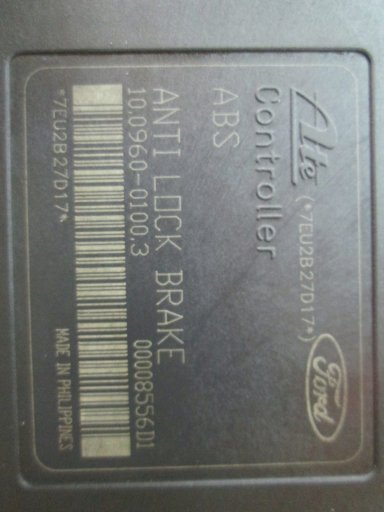 Ate (*7EU2B27D17*) Ford
Controller
ABS
ANTI LOCK BRAKE
10.0960-0100.3 00008556D1
*7EU2B27D17* MADE IN PHILIPPINES